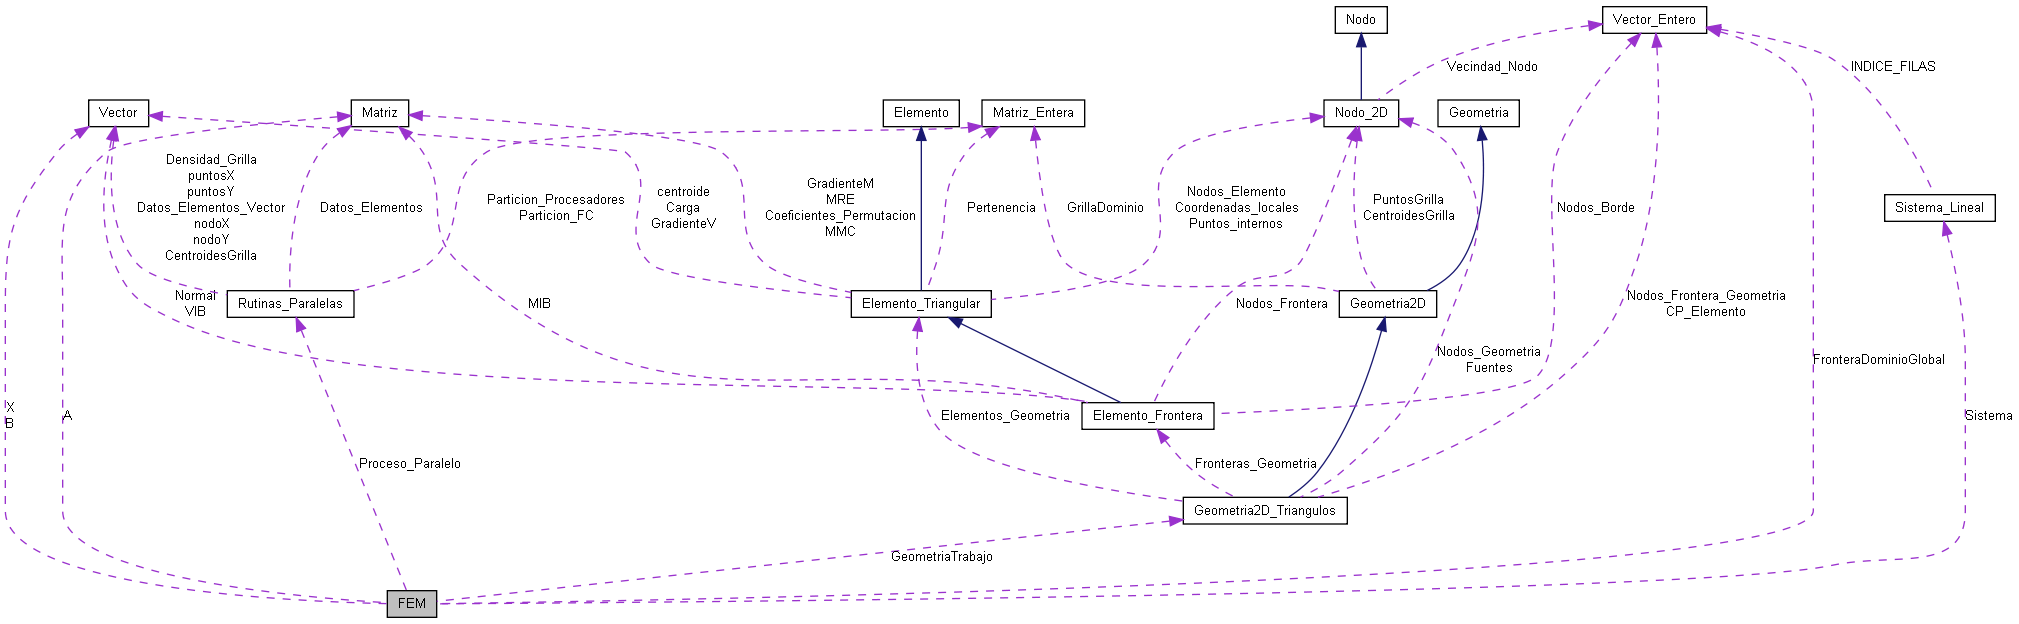 Nodo
Vector_Entero
Vecindad_Nodo
INDICE_FILAS
Vector
Matriz
Elemento
Matriz_Entera
Nodo_2D
Geometria
Densidad_Grilla
puntosX
puntosY
Datos_Elementos_Vector
nodoX
nodoY
CentroidesGrilla
Datos_Elementos
Particion_Procesadores
Particion_FC
centroide
Carga
GradienteV
GradienteM
MRE
Coeficientes_Permutacion
MMC
Pertenencia
GrillaDominio
Nodos_Elemento
Coordenadas_locales
Puntos_internos
PuntosGrilla
CentroidesGrilla
Nodos_Borde
Sistema_Lineal
Normal
VIB
Rutinas_Paralelas
MIB
Elemento_Triangular
Nodos_Frontera
Geometria2D
Nodos_Frontera_Geometria
CP_Elemento
Nodos_Geometria
Fuentes
FronteraDominioGlobal
X
B
A
Elementos_Geometria
Elemento_Frontera
Sistema
Proceso_Paralelo
Fronteras_Geometria
Geometria2D_Triangulos
GeometriaTrabajo
FEM